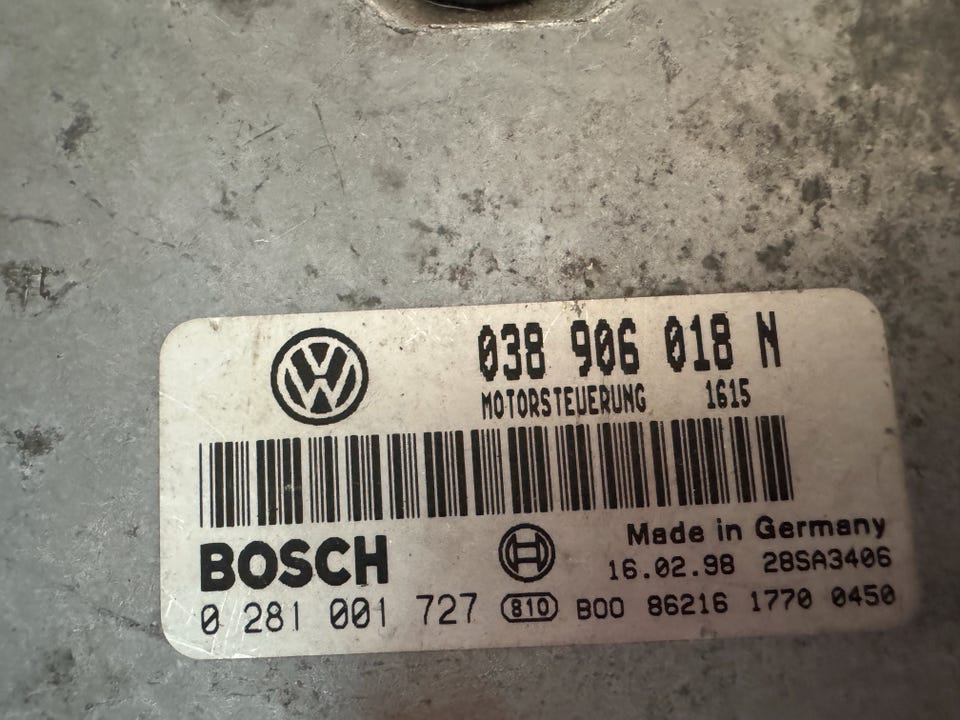 038 906 018 N
MOTORSTEUERUNG 1615
BOSCH
Made in Germany
16.02.98 28SA3406
0 281 001 727 810 B00 86216 1770 0450